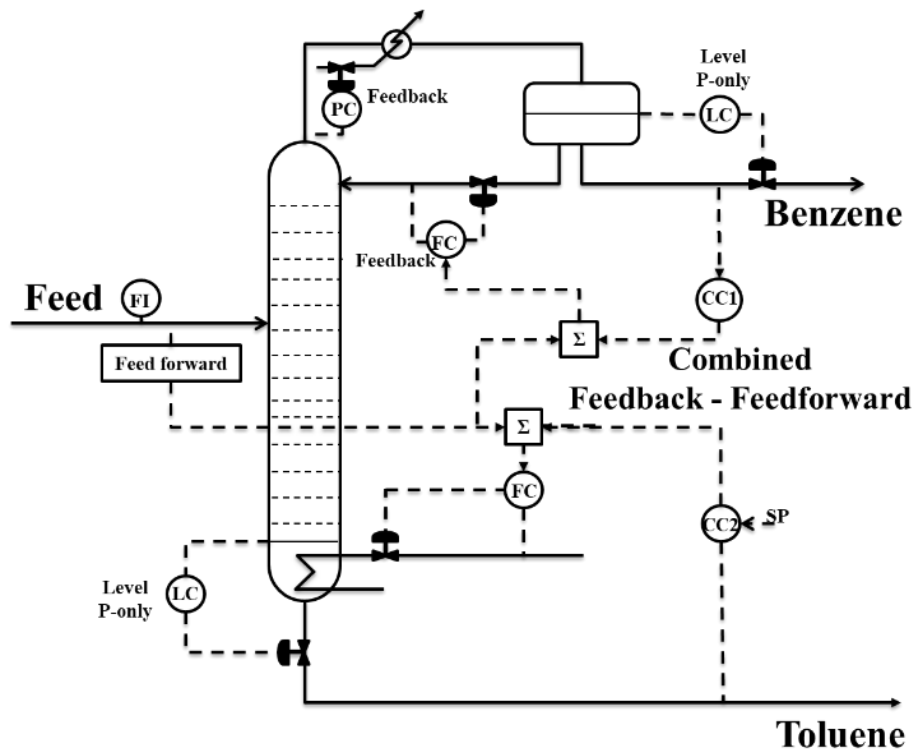 Level
P-only
LC
PC
Feedback
Benzene
FC
Feedback
Feed
FI
CC1
Feed forward
Σ
Combined
Feedback - Feedforward
Σ
FC
CC2
SP
Level
P-only
LC
Toluene